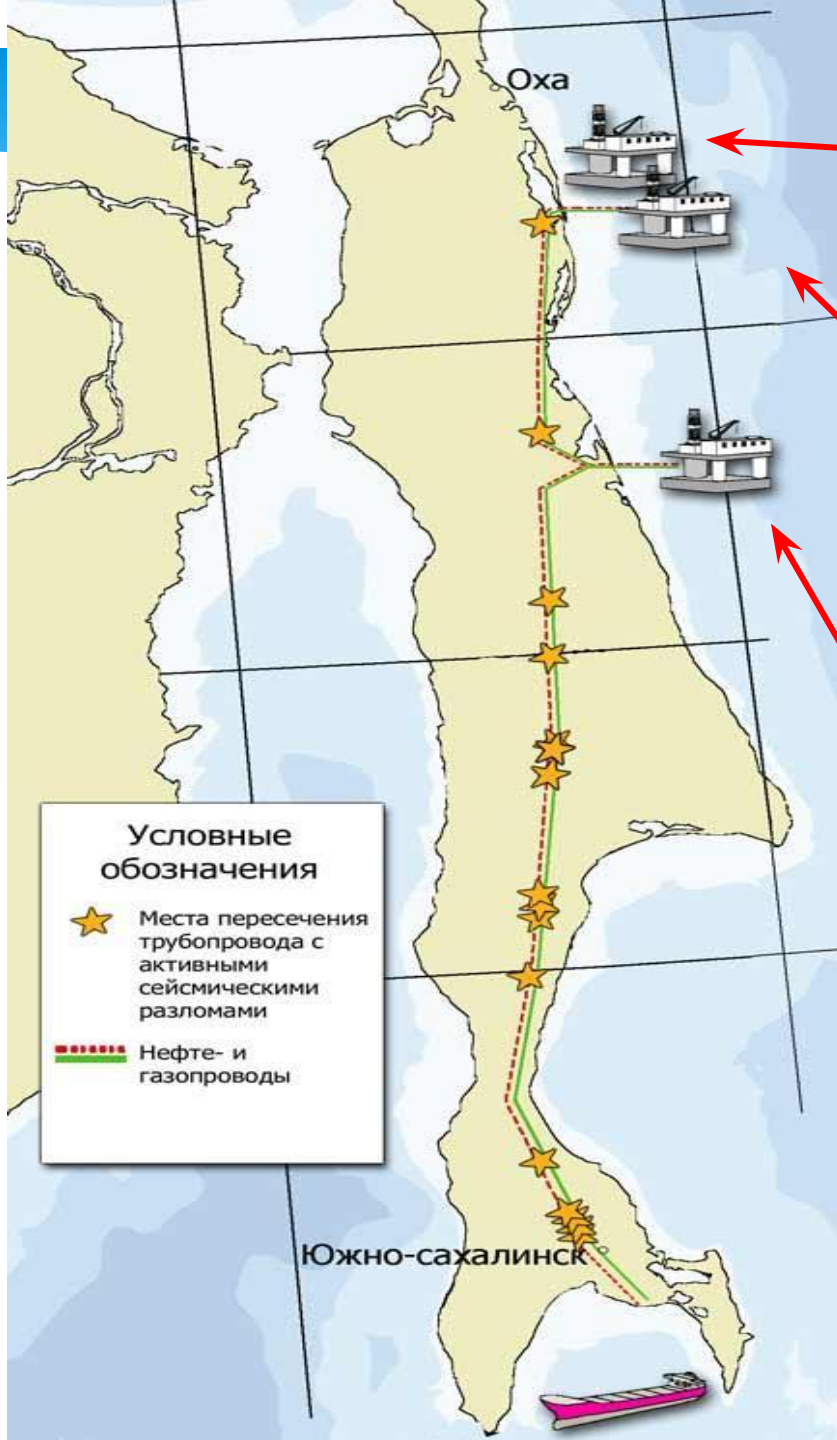 Оха
Условные
обозначения
Места пересечения
трубопровода с
активными
сейсмическими
разломами
Нефте- и
газопроводы
Южно-сахалинск